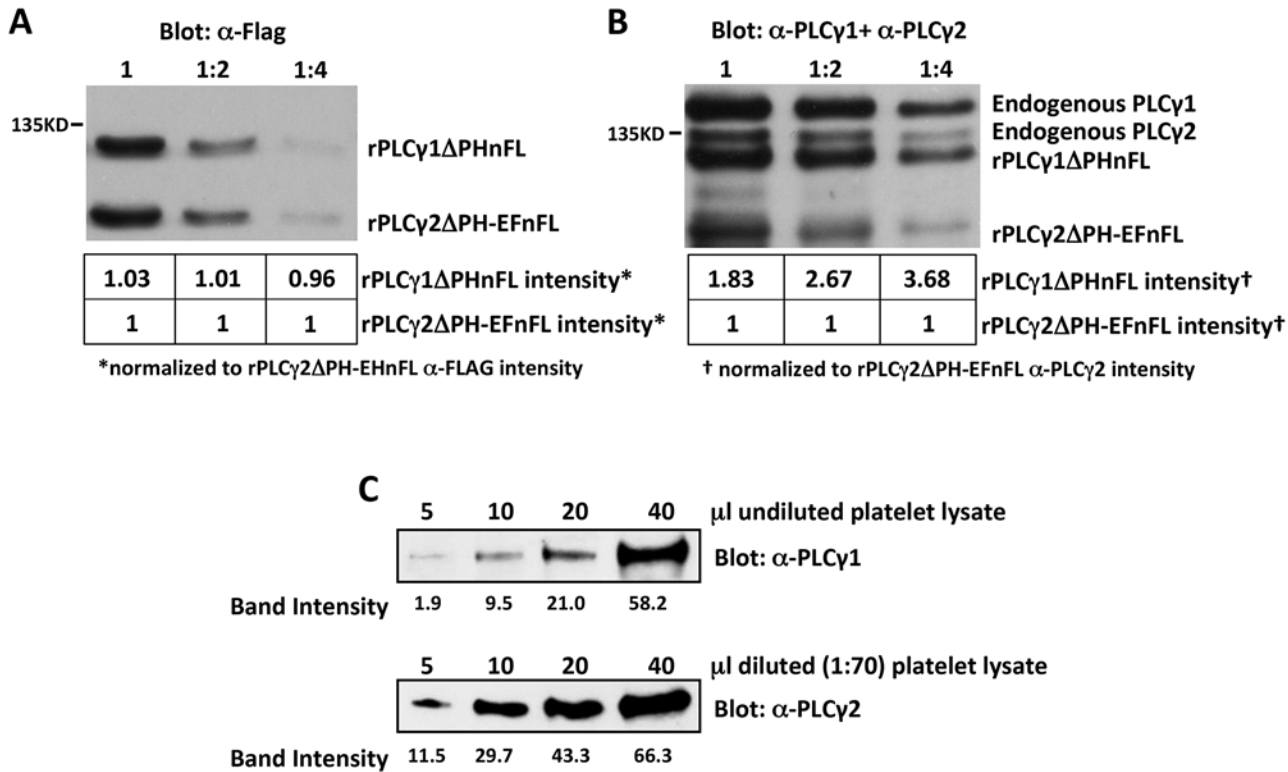 A
Blot: α-Flag
1 1:2 1:4
135KD
rPLCγ1ΔPHnFL
rPLCγ2ΔPH-EFnFL
1.03 1.01 0.96 rPLCγ1ΔPHnFL intensity*
1 1 1 rPLCγ2ΔPH-EFnFL intensity*
*normalized to rPLCγ2ΔPH-EHnFL α-FLAG intensity
B
Blot: α-PLCγ1+ α-PLCγ2
1 1:2 1:4
Endogenous PLCγ1
135KD
Endogenous PLCγ2
rPLCγ1ΔPHnFL
rPLCγ2ΔPH-EFnFL
1.83 2.67 3.68 rPLCγ1ΔPHnFL intensity†
1 1 1 rPLCγ2ΔPH-EFnFL intensity†
† normalized to rPLCγ2ΔPH-EFnFL α-PLCγ2 intensity
C
5 10 20 40 μl undiluted platelet lysate
Blot: α-PLCγ1
Band Intensity 1.9 9.5 21.0 58.2
5 10 20 40 μl diluted (1:70) platelet lysate
Blot: α-PLCγ2
Band Intensity 11.5 29.7 43.3 66.3